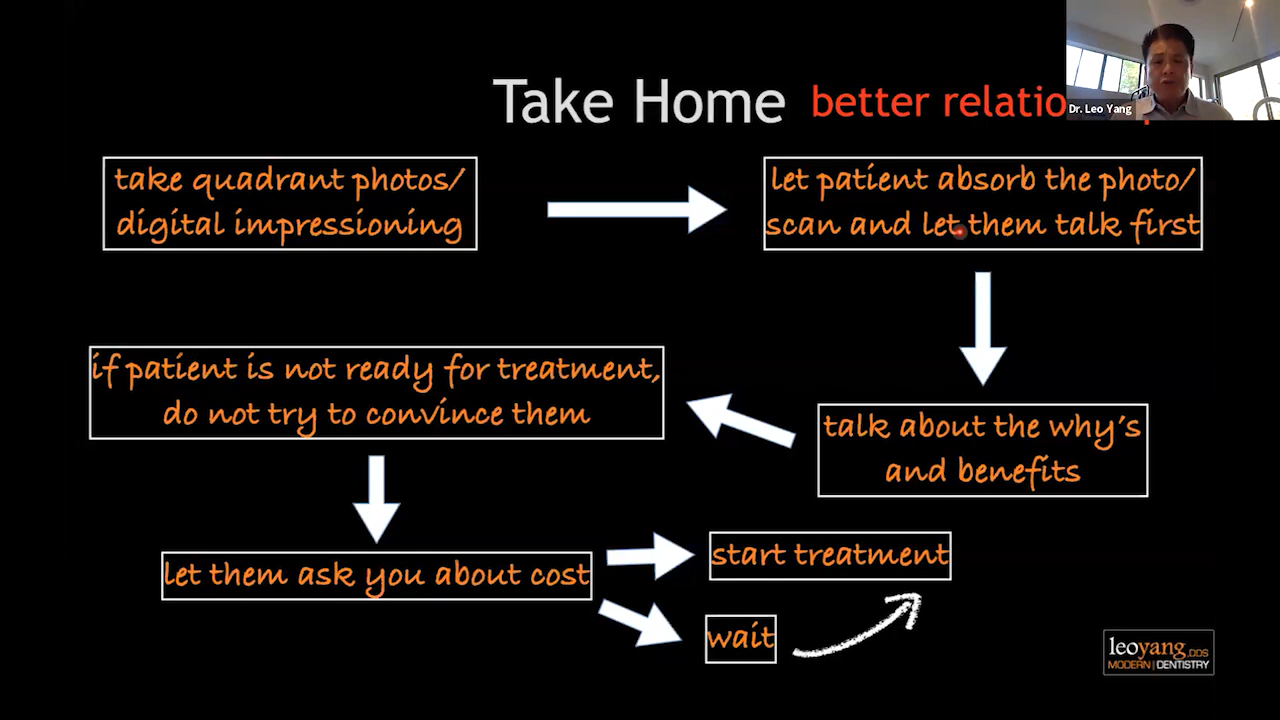 Take Home better relatio
Dr. Leo Yang
take quadrant photos/
digital impressioning
let patient absorb the photo/
scan and let them talk first
talk about the why's
and benefits
if patient is not ready for treatment,
do not try to convince them
let them ask you about cost
start treatment
wait
leoyang.DDS
MODERN | DENTISTRY